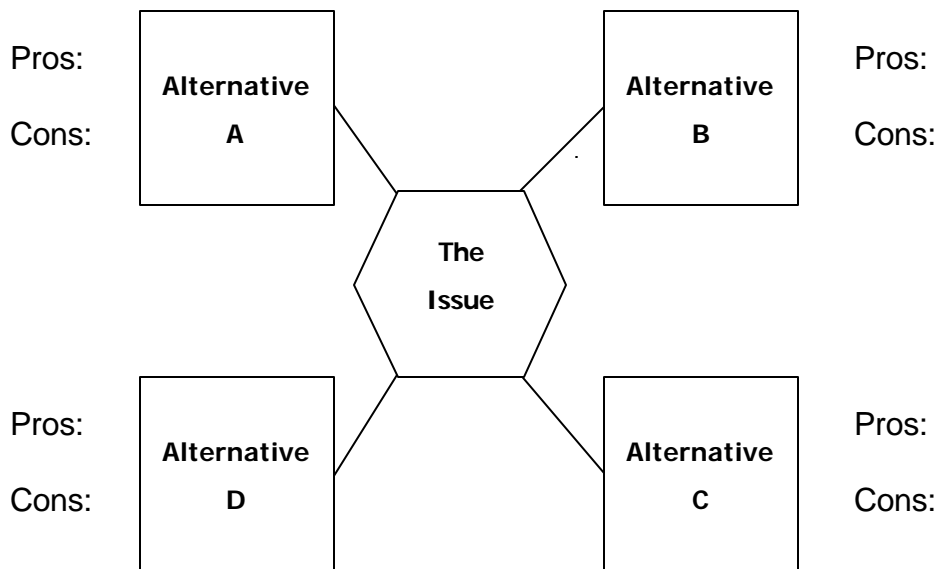 Pros:
Cons:
Alternative
A
Alternative
B
Pros:
Cons:
The
Issue
Pros:
Cons:
Alternative
D
Alternative
C
Pros:
Cons: